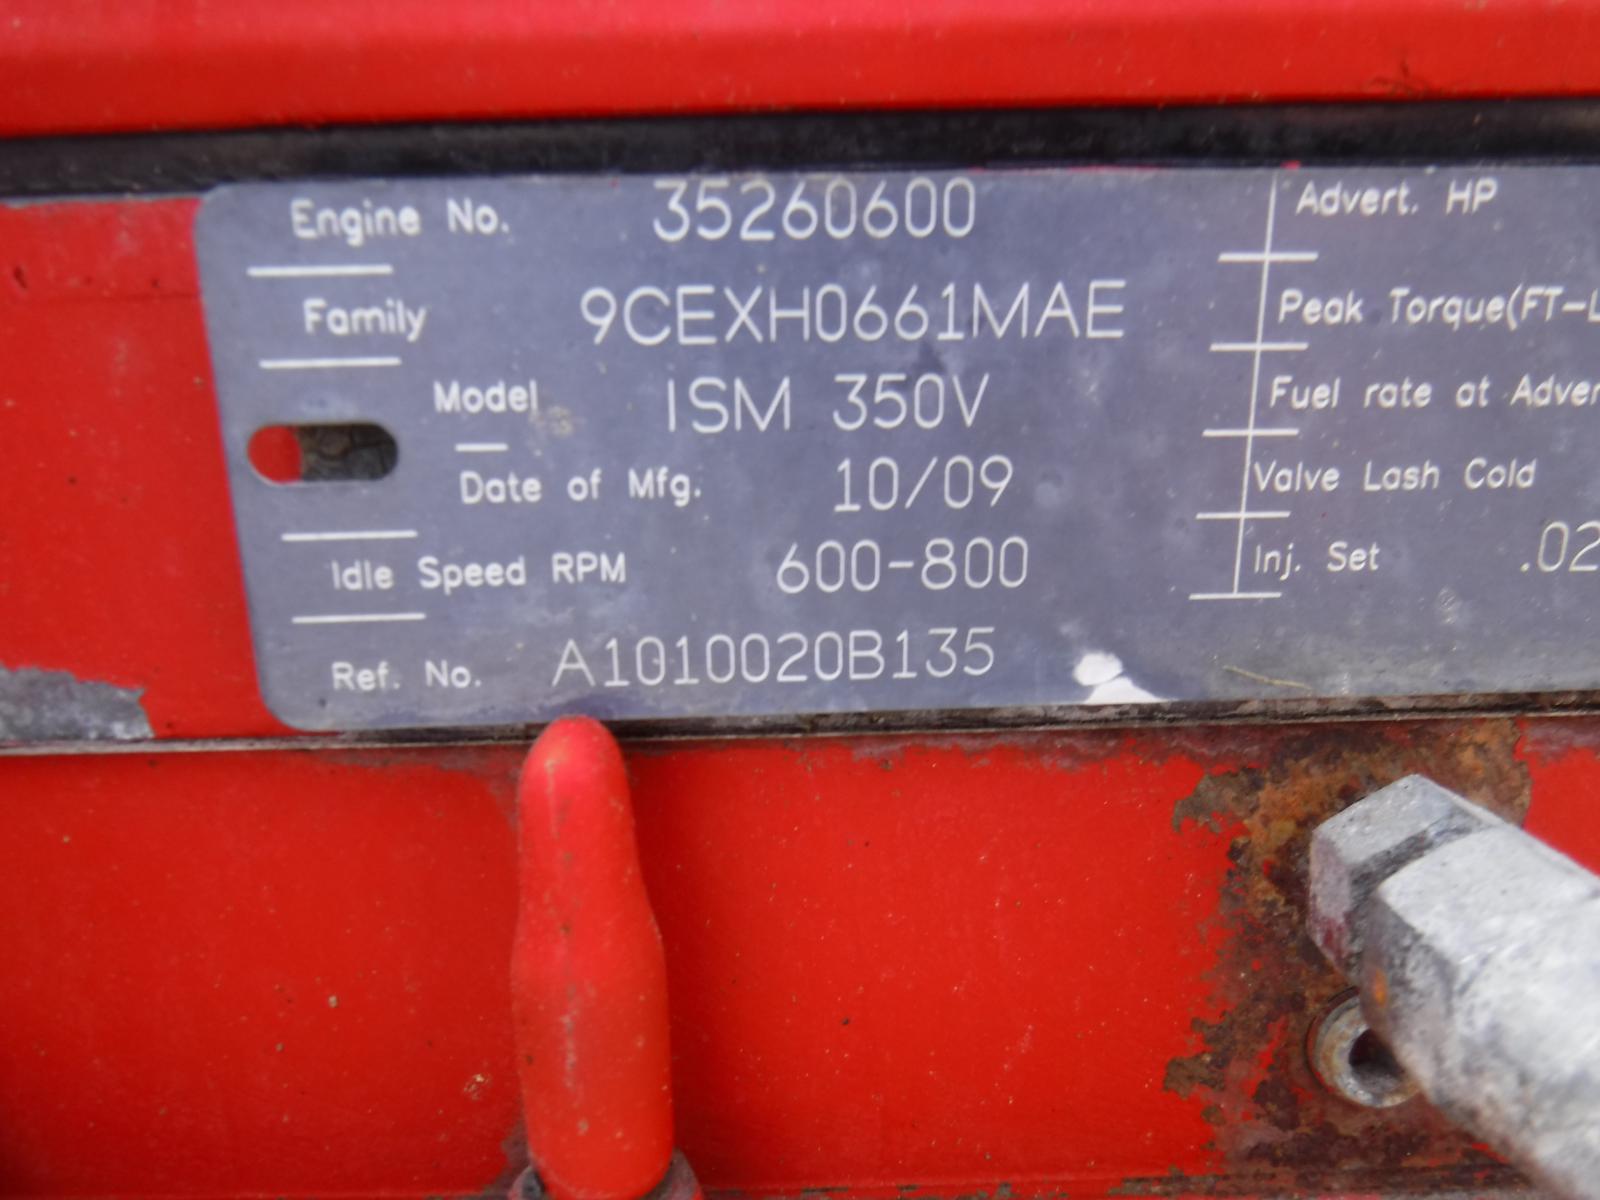 Engine No. 35260600 Advert. HP
Family 9CEXH0661MAE Peak Torque(FT-L
Model ISM 350V Fuel rate at Adver
Date of Mfg. 10/09 Valve Lash Cold
Idle Speed RPM 600-800 Inj. Set .02
Ref. No. A1010020B135